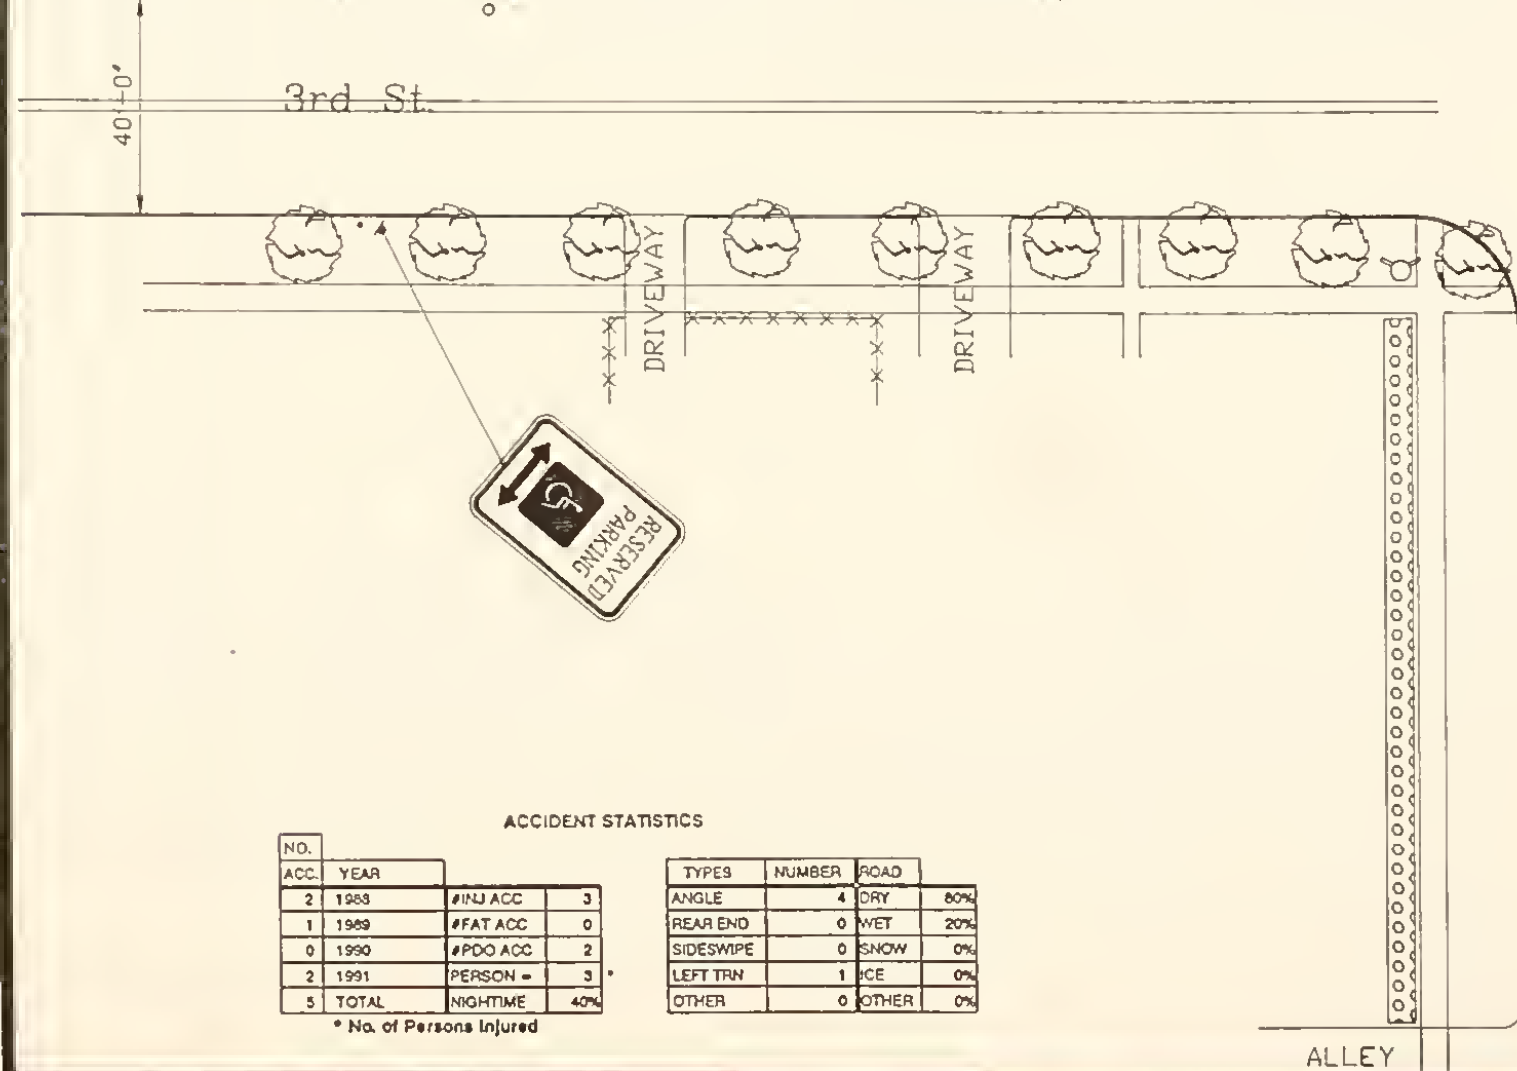 40'-0"
3rd St.
DRIVEWAY
DRIVEWAY
RESERVED
PARKING
ACCIDENT STATISTICS
NO.
ACC. YEAR
2 1988 #INJ ACC 3
1 1989 #FAT ACC 0
0 1990 #PDO ACC 2
2 1991 PERSON = 3 *
5 TOTAL NIGHTIME 40%
* No. of Persons Injured
TYPES NUMBER ROAD
ANGLE 4 DRY 80%
REAR END 0 WET 20%
SIDESWIPE 0 SNOW 0%
LEFT TRN 1 ICE 0%
OTHER 0 OTHER 0%
ALLEY